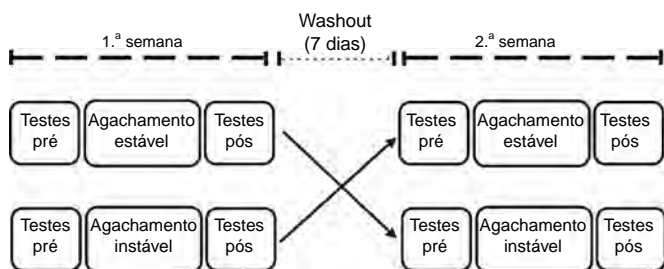 Washout
1.ª semana (7 dias) 2.ª semana
Testes pré
Agachamento estável
Testes pós
Testes pré
Agachamento estável
Testes pós
Testes pré
Agachamento instável
Testes pós
Testes pré
Agachamento instável
Testes pós